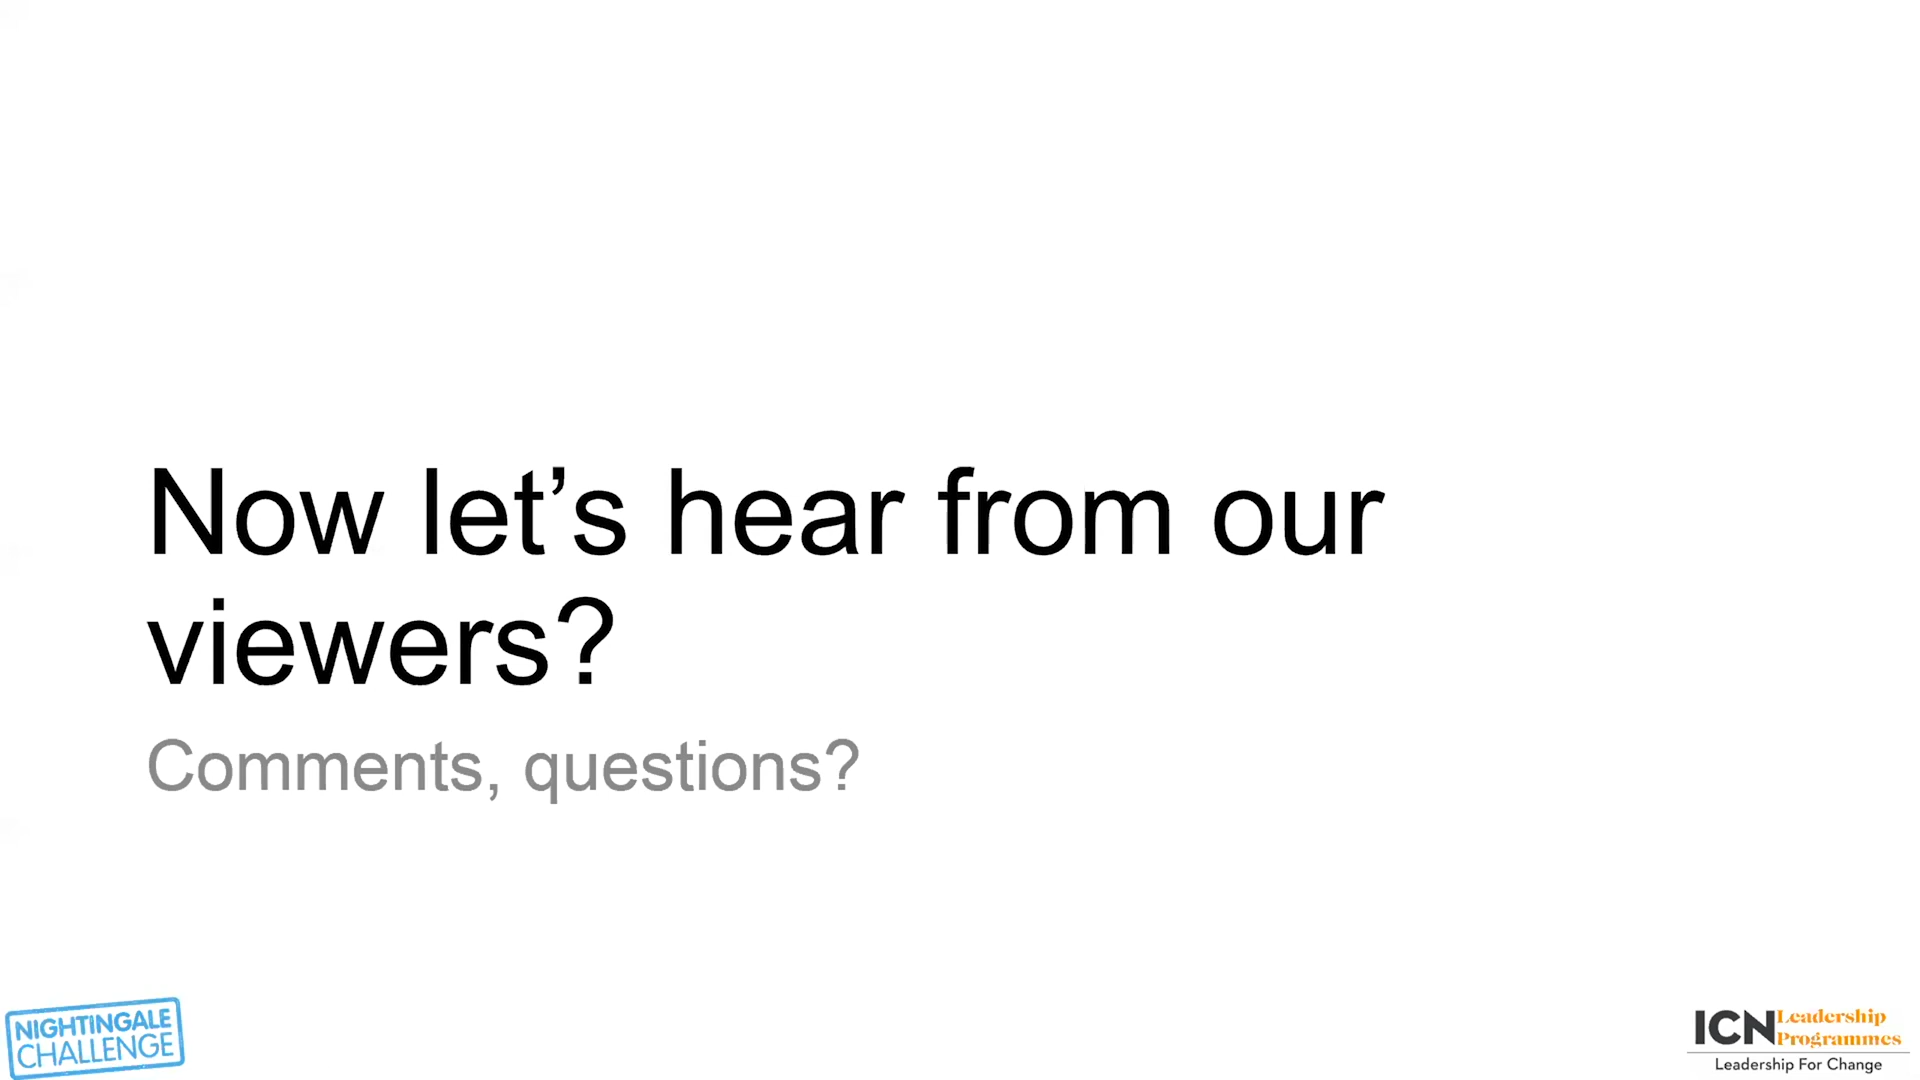 Now let’s hear from our
viewers?
Comments, questions?
NIGHTINGALE
CHALLENGE
ICN Leadership
Programmes
Leadership For Change